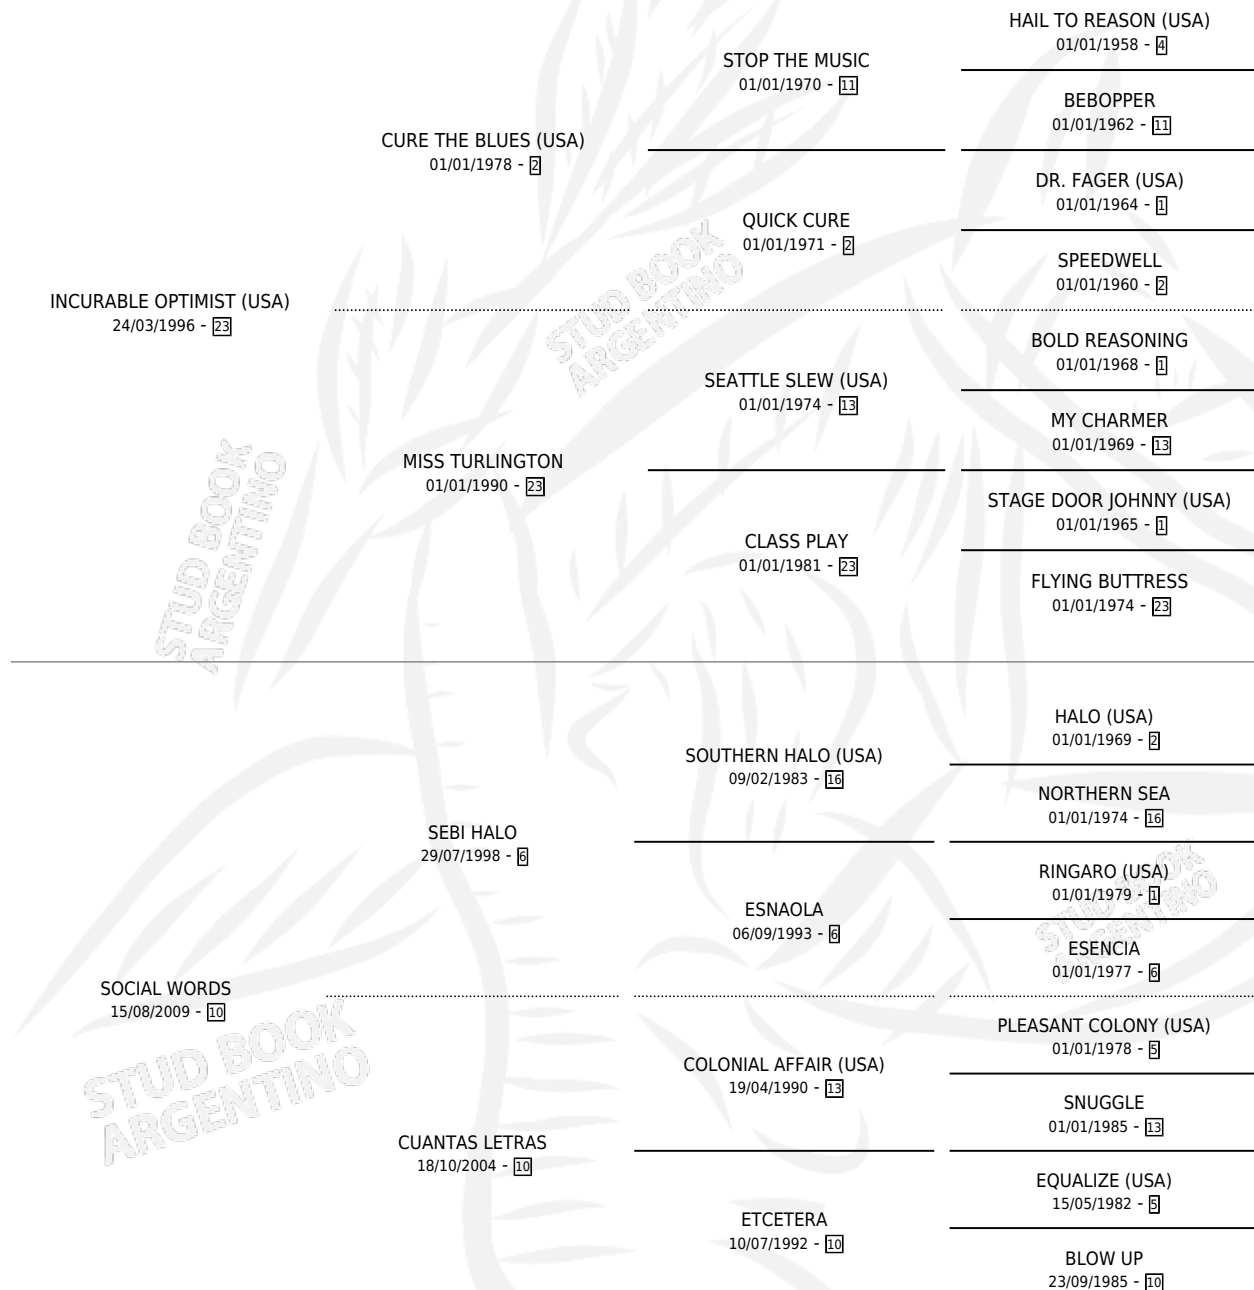 HAIL TO REASON (USA)
01/01/1958 - 4
STOP THE MUSIC
01/01/1970 - 11
BEBOPPER
01/01/1962 - 11
CURE THE BLUES (USA)
01/01/1978 - 2
DR. FAGER (USA)
01/01/1964 - 1
QUICK CURE
01/01/1971 - 2
SPEEDWELL
01/01/1960 - 2
INCURABLE OPTIMIST (USA)
24/03/1996 - 23
STUD BOOK
ARGENTINO
BOLD REASONING
01/01/1968 - 1
SEATTLE SLEW (USA)
01/01/1974 - 13
MY CHARMER
01/01/1969 - 13
MISS TURLINGTON
01/01/1990 - 23
STAGE DOOR JOHNNY (USA)
01/01/1965 - 1
CLASS PLAY
01/01/1981 - 23
FLYING BUTTRESS
01/01/1974 - 23
STUD BOOK
ARGENTINO
HALO (USA)
01/01/1969 - 2
SOUTHERN HALO (USA)
09/02/1983 - 16
NORTHERN SEA
01/01/1974 - 16
SEBI HALO
29/07/1998 - 6
RINGARO (USA)
01/01/1979 - 1
ESNAOLA
06/09/1993 - 6
STUD BOOK
ARGENTINO
ESENCIA
01/01/1977 - 6
SOCIAL WORDS
15/08/2009 - 10
PLEASANT COLONY (USA)
01/01/1978 - 5
COLONIAL AFFAIR (USA)
19/04/1990 - 13
SNUGGLE
01/01/1985 - 13
STUD BOOK
ARGENTINO
CUANTAS LETRAS
18/10/2004 - 10
EQUALIZE (USA)
15/05/1982 - 5
ETCETERA
10/07/1992 - 10
BLOW UP
23/09/1985 - 10